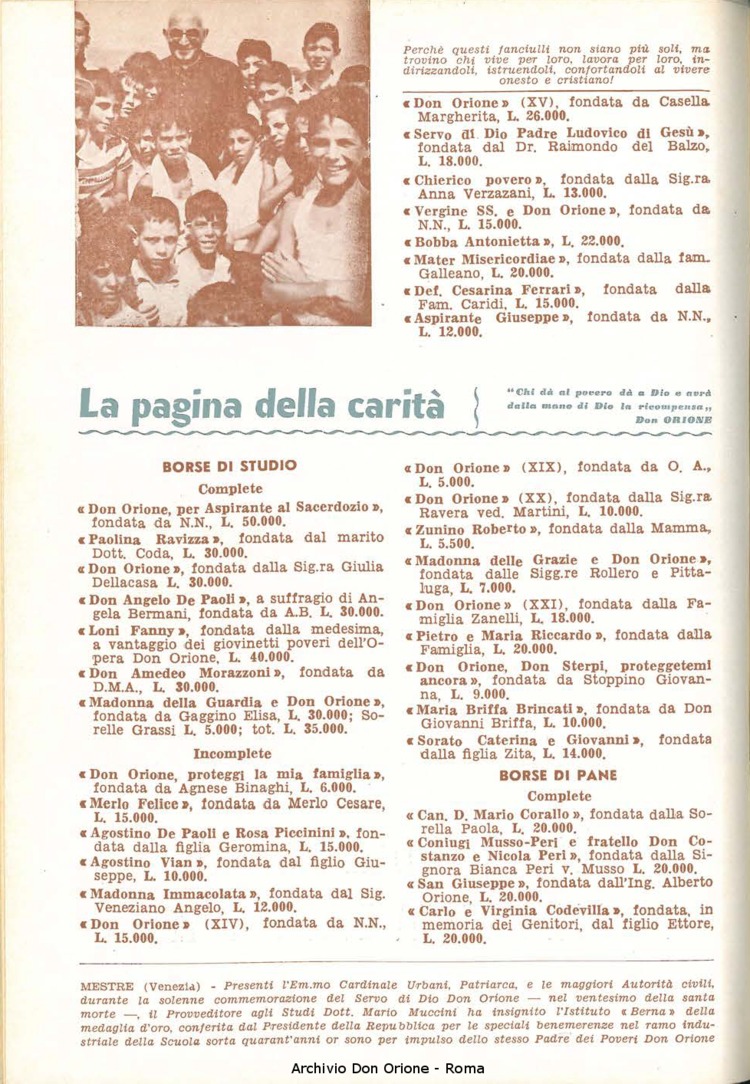 Perchè questi fanciulli non siano più soli, ma
trovino chi vive per loro, lavora per loro, in-
dirizzandoli, istruendoli, confortandoli al vivere
onesto e cristiano!
« Don Orione » (XV), fondata da Casella
Margherita, L. 26.000.
« Servo di Dio Padre Ludovico di Gesù »,
fondata dal Dr. Raimondo del Balzo,
L. 18.000.
« Chierico povero », fondata dalla Sig.ra
Anna Verzazani, L. 13.000.
« Vergine SS. e Don Orione », fondata da
N.N., L. 15.000.
« Bobba Antonietta », L. 22.000.
« Mater Misericordiae », fondata dalla fam.
Galleano, L. 20.000.
« Def. Cesarina Ferrari », fondata dalla
Fam. Caridi, L. 15.000.
« Aspirante Giuseppe », fondata da N.N.,
L. 12.000.
La pagina della carità
“Chi dà al povero dà a Dio e avrà
dalla mano di Dio la ricompensa„
Don ORIONE
BORSE DI STUDIO
Complete
« Don Orione, per Aspirante al Sacerdozio »,
fondata da N.N., L. 50.000.
« Paolina Ravizza », fondata dal marito
Dott. Coda, L. 30.000.
« Don Orione », fondata dalla Sig.ra Giulia
Dellacasa L. 30.000.
« Don Angelo De Paoli », a suffragio di An-
gela Bermani, fondata da A.B. L. 30.000.
« Loni Fanny », fondata dalla medesima,
a vantaggio dei giovinetti poveri dell'O-
pera Don Orione, L. 40.000.
« Don Amedeo Morazzoni », fondata da
D.M.A., L. 30.000.
« Madonna della Guardia e Don Orione »,
fondata da Gaggino Elisa, L. 30.000; So-
relle Grassi L. 5.000; tot. L. 35.000.
Incomplete
« Don Orione, proteggi la mia famiglia »,
fondata da Agnese Binaghi, L. 6.000.
« Merlo Felice », fondata da Merlo Cesare,
L. 15.000.
« Agostino De Paoli e Rosa Piccinini ». fon-
data dalla figlia Geromina, L. 15.000.
« Agostino Vian », fondata dal figlio Giu-
seppe, L. 10.000.
« Madonna Immacolata », fondata dal Sig.
Veneziano Angelo, L. 12.000.
« Don Orione » (XIV), fondata da N.N.,
L. 15.000.
« Don Orione » (XIX), fondata da O. A.,
L. 5.000.
« Don Orione » (XX), fondata dalla Sig.ra
Ravera ved. Martini, L. 10.000.
« Zunino Roberto », fondata dalla Mamma,
L. 5.500.
« Madonna delle Grazie e Don Orione »,
fondata dalle Sigg.re Rollero e Pitta-
luga, L. 7.000.
« Don Orione » (XXI), fondata dalla Fa-
miglia Zanelli, L. 18.000.
« Pietro e Maria Riccardo », fondata dalla
Famiglia, L. 20.000.
« Don Orione, Don Sterpi, proteggetemi
ancora », fondata da Stoppino Giovan-
na, L. 9.000.
« Maria Briffa Brincati », fondata da Don
Giovanni Briffa, L. 10.000.
« Sorato Caterina e Giovanni », fondata
dalla figlia Zita, L. 14.000.
BORSE DI PANE
Complete
« Can. D. Mario Corallo », fondata dalla So-
rella Paola, L. 20.000.
« Coniugi Musso-Peri e fratello Don Co-
stanzo e Nicola Peri », fondata dalla Si-
gnora Bianca Peri v. Musso L. 20.000.
« San Giuseppe », fondata dall'Ing. Alberto
Orione, L. 20.000.
« Carlo e Virginia Codevilla », fondata, in
memoria dei Genitori, dal figlio Ettore,
L. 20.000.
MESTRE (Venezia) - Presenti l'Em.mo Cardinale Urbani, Patriarca, e le maggiori Autorità civili,
durante la solenne commemorazione del Servo di Dio Don Orione — nel ventesimo della santa
morte —, il Provveditore agli Studi Dott. Mario Muccini ha insignito l'Istituto « Berna » della
medaglia d'oro, conferita dal Presidente della Repubblica per le speciali benemerenze nel ramo indu-
striale della Scuola sorta quarant'anni or sono per impulso dello stesso Padre dei Poveri Don Orione
Archivio Don Orione - Roma